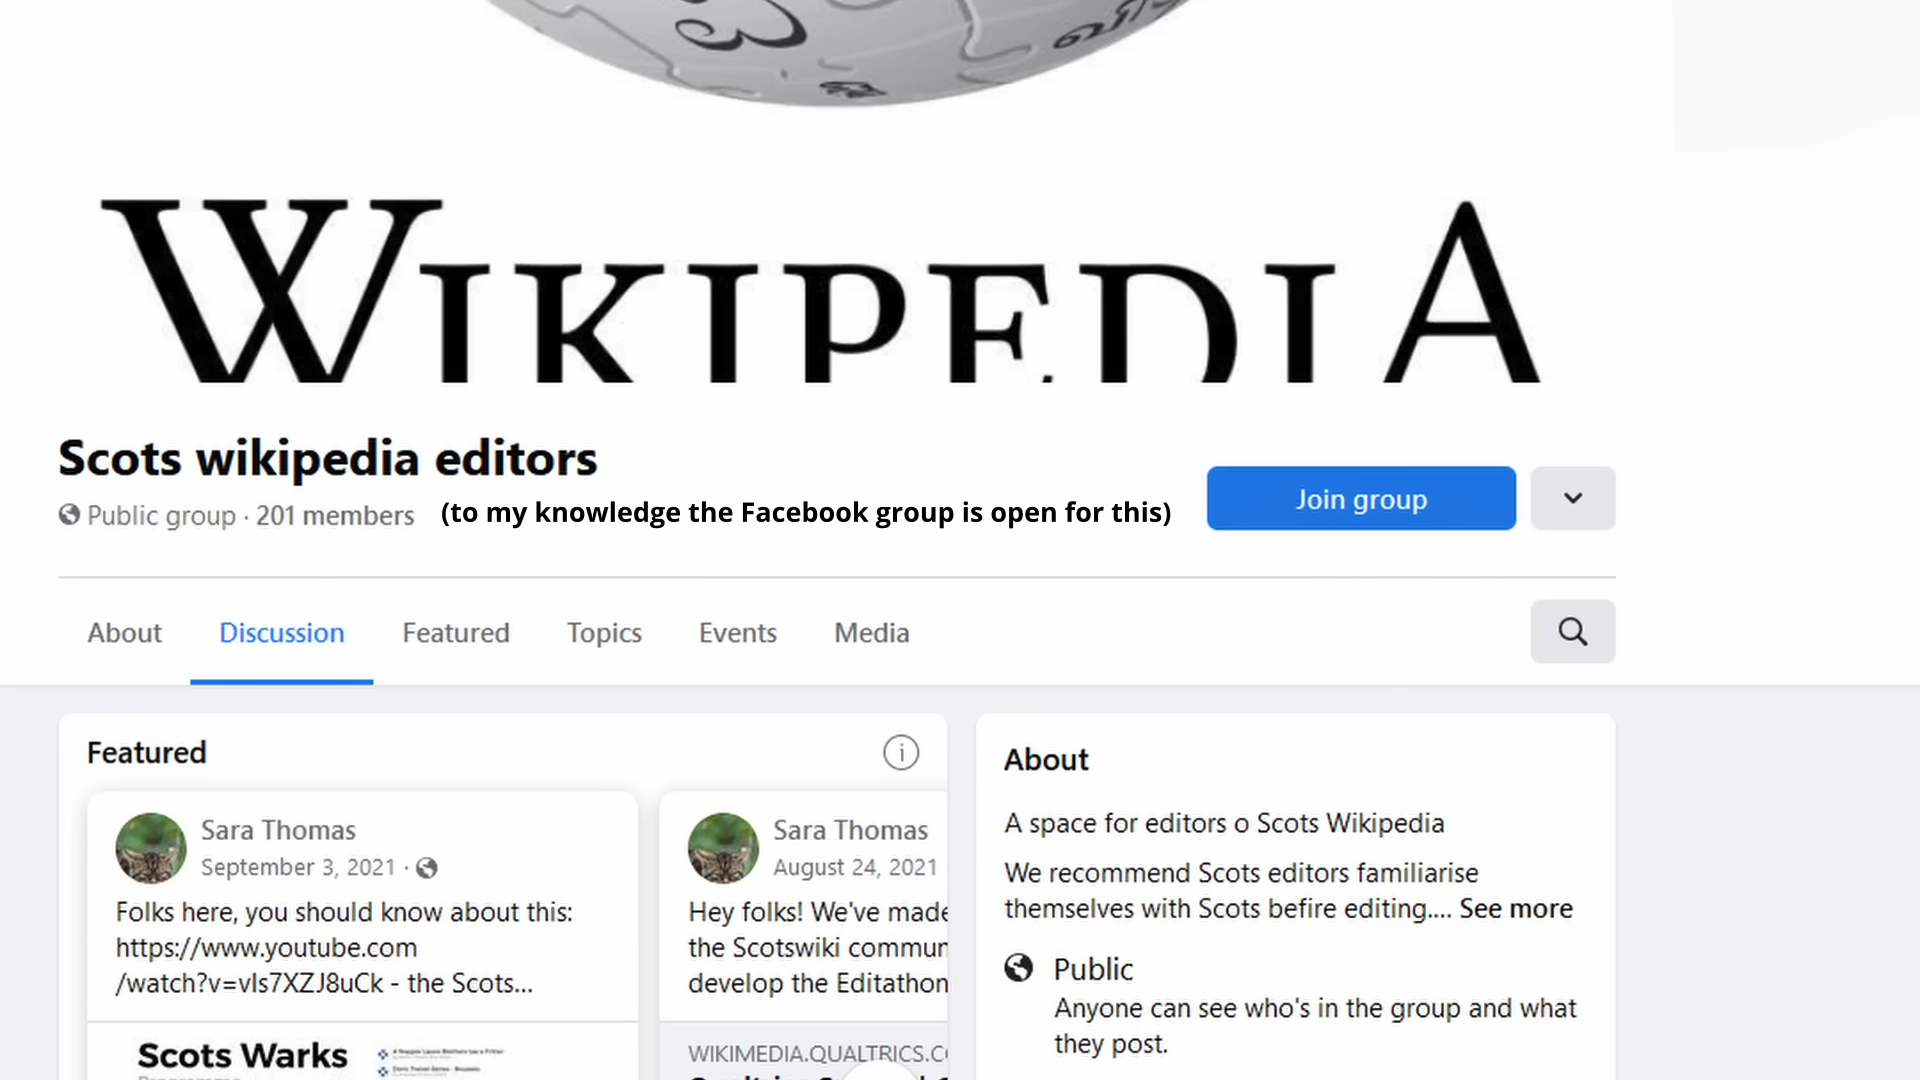 WIKIPEDIA
Scots wikipedia editors
Public group · 201 members
(to my knowledge the Facebook group is open for this)
Join group
About
Discussion
Featured
Topics
Events
Media
Featured
Sara Thomas
September 3, 2021 ·
Folks here, you should know about this:
https://www.youtube.com
/watch?v=vIs7XZJ8uCk - the Scots...
Scots Warks
Sara Thomas
August 24, 2021
Hey folks! We've made
the Scotswiki commun
develop the Editathon
WIKIMEDIA.QUALTRICS.C
About
A space for editors o Scots Wikipedia
We recommend Scots editors familiarise
themselves with Scots befire editing.... See more
Public
Anyone can see who's in the group and what
they post.